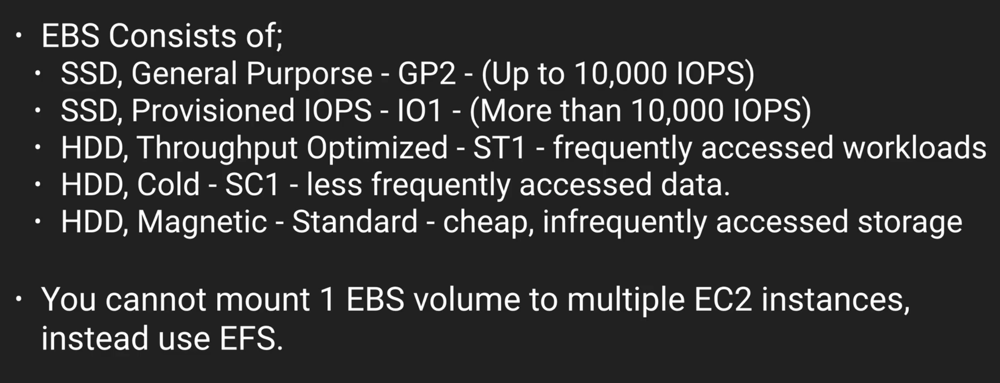 • EBS Consists of;
• SSD, General Purporse - GP2 - (Up to 10,000 IOPS)
• SSD, Provisioned IOPS - IO1 - (More than 10,000 IOPS)
• HDD, Throughput Optimized - ST1 - frequently accessed workloads
• HDD, Cold - SC1 - less frequently accessed data.
• HDD, Magnetic - Standard - cheap, infrequently accessed storage
• You cannot mount 1 EBS volume to multiple EC2 instances,
instead use EFS.